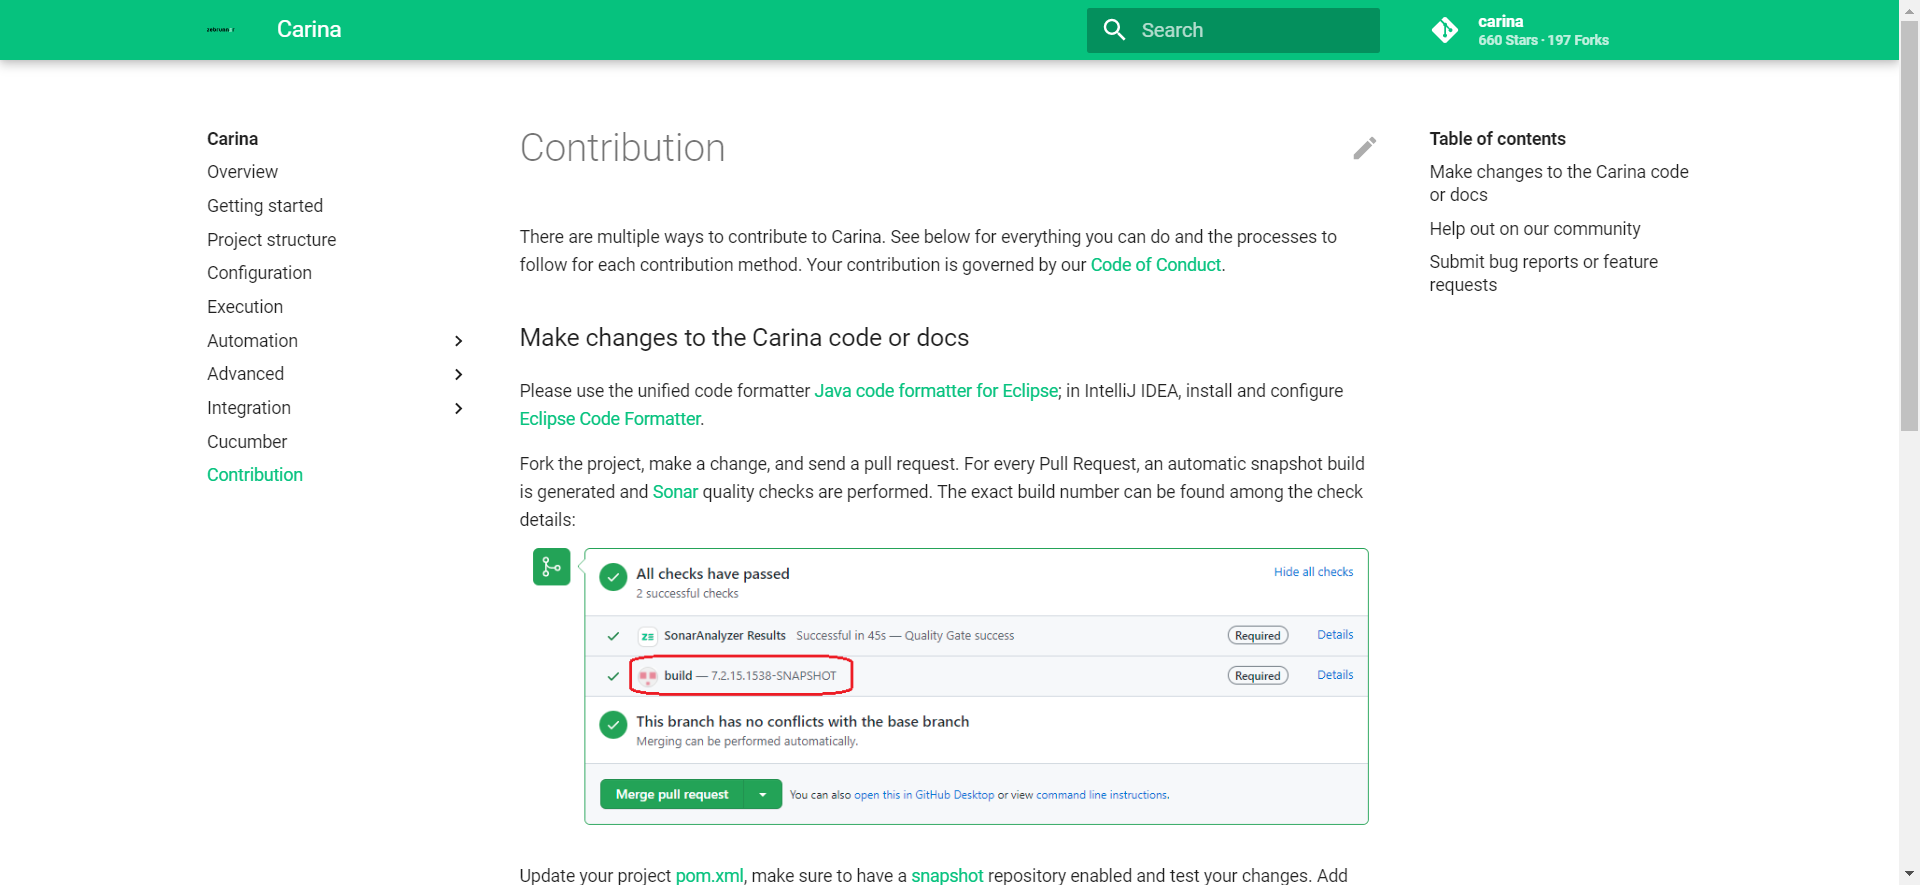 zebrunner
Carina
Search
carina
660 Stars · 197 Forks
Carina
Overview
Getting started
Project structure
Configuration
Execution
Automation
Advanced
Integration
Cucumber
Contribution
Contribution
There are multiple ways to contribute to Carina. See below for everything you can do and the processes to
follow for each contribution method. Your contribution is governed by our Code of Conduct.
Make changes to the Carina code or docs
Please use the unified code formatter Java code formatter for Eclipse; in IntelliJ IDEA, install and configure
Eclipse Code Formatter.
Fork the project, make a change, and send a pull request. For every Pull Request, an automatic snapshot build
is generated and Sonar quality checks are performed. The exact build number can be found among the check
details:
All checks have passed
2 successful checks
Hide all checks
ZE SonarAnalyzer Results Successful in 45s — Quality Gate success Required Details
build — 7.2.15.1538-SNAPSHOT Required Details
This branch has no conflicts with the base branch
Merging can be performed automatically.
Merge pull request You can also open this in GitHub Desktop or view command line instructions.
Update your project pom.xml, make sure to have a snapshot repository enabled and test your changes. Add
Table of contents
Make changes to the Carina code
or docs
Help out on our community
Submit bug reports or feature
requests